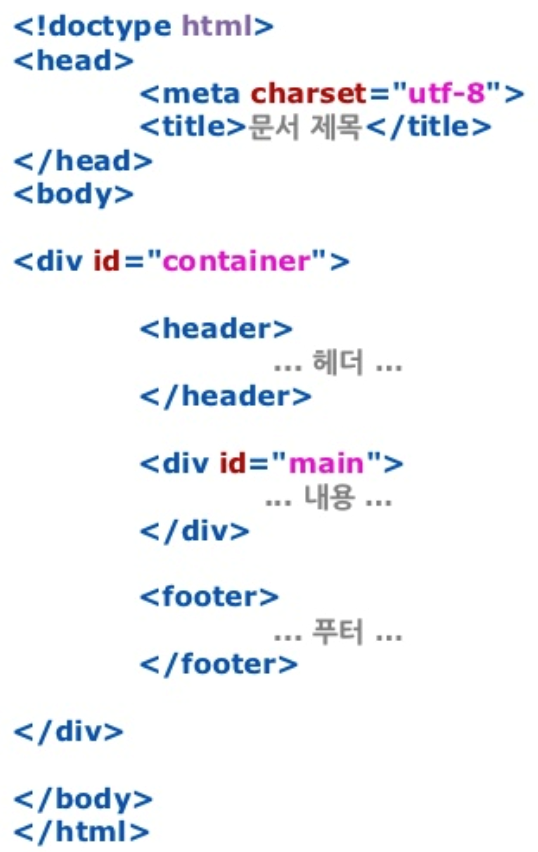 <!doctype html>
<head>
<meta charset="utf-8">
<title>문서 제목</title>
</head>
<body>
<div id="container">
<header>
... 헤더 ...
</header>
<div id="main">
... 내용 ...
</div>
<footer>
... 푸터 ...
</footer>
</div>
</body>
</html>